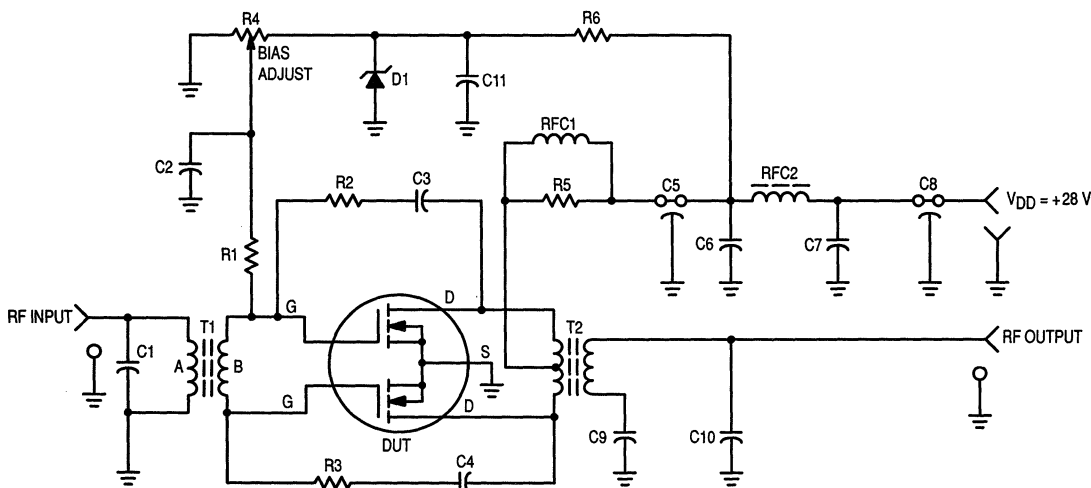 R4
R6
BIAS
ADJUST
D1
C11
RFC1
C2
R2
C3
R5
C5
RFC2
C8
V_DD = +28 V
R1
C6
C7
G
D
RF INPUT
T1
T2
RF OUTPUT
C1
A
B
S
G
D
DUT
C9
C10
R3
C4